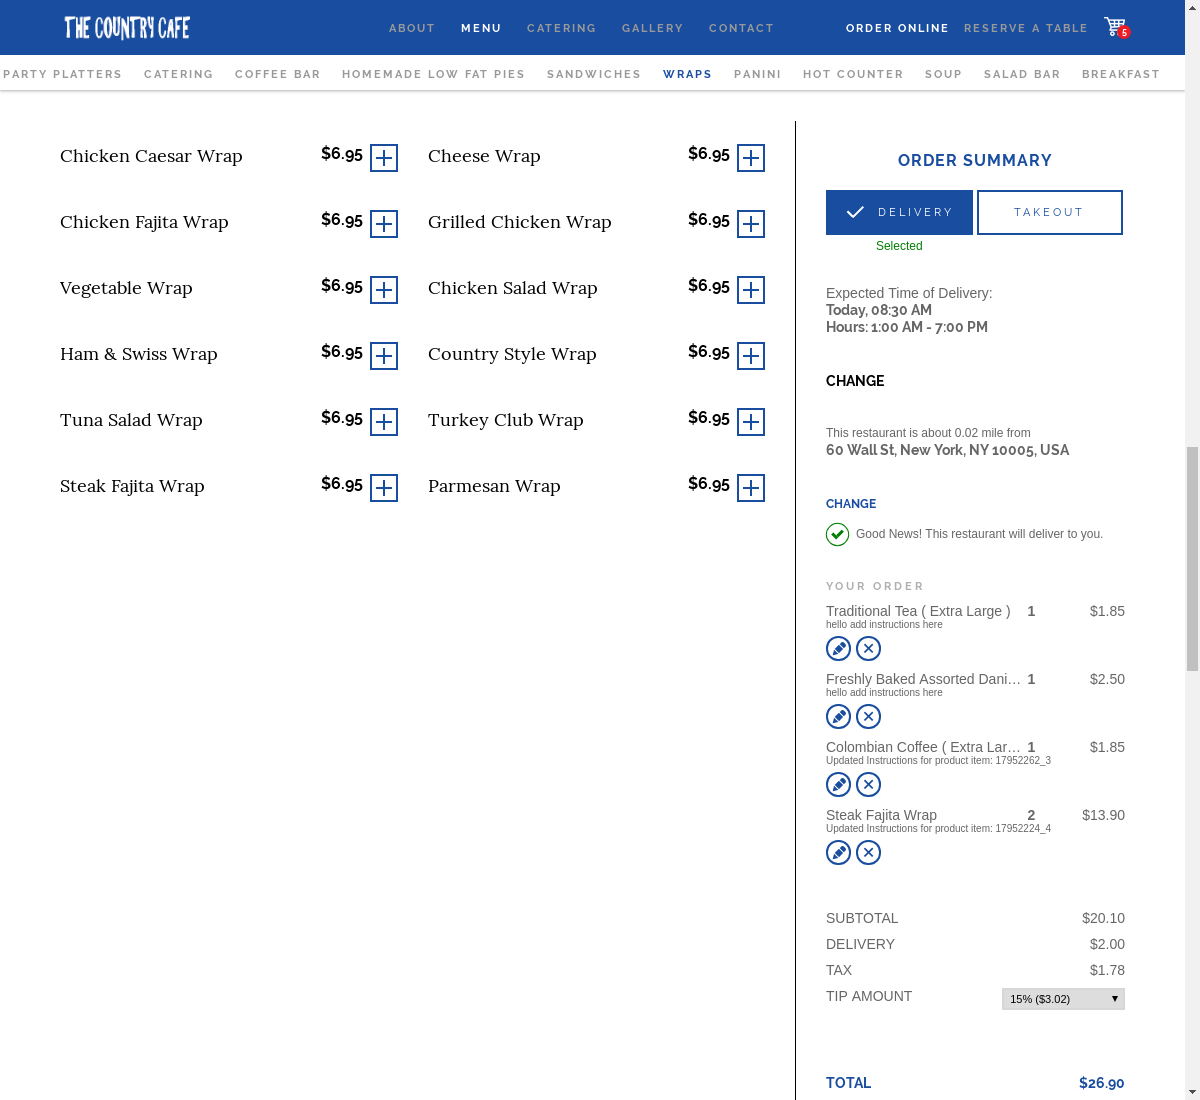 THE COUNTRY CAFE
ABOUT MENU CATERING GALLERY CONTACT ORDER ONLINE RESERVE A TABLE 5
PARTY PLATTERS CATERING COFFEE BAR HOMEMADE LOW FAT PIES SANDWICHES WRAPS PANINI HOT COUNTER SOUP SALAD BAR BREAKFAST
Chicken Caesar Wrap $6.95 Cheese Wrap $6.95
Chicken Fajita Wrap $6.95 Grilled Chicken Wrap $6.95
Vegetable Wrap $6.95 Chicken Salad Wrap $6.95
Ham & Swiss Wrap $6.95 Country Style Wrap $6.95
Tuna Salad Wrap $6.95 Turkey Club Wrap $6.95
Steak Fajita Wrap $6.95 Parmesan Wrap $6.95
ORDER SUMMARY
DELIVERY TAKEOUT
Selected
Expected Time of Delivery:
Today, 08:30 AM
Hours: 1:00 AM - 7:00 PM
CHANGE
This restaurant is about 0.02 mile from
60 Wall St, New York, NY 10005, USA
CHANGE
Good News! This restaurant will deliver to you.
YOUR ORDER
Traditional Tea ( Extra Large ) 1 $1.85
hello add instructions here
Freshly Baked Assorted Dani... 1 $2.50
hello add instructions here
Colombian Coffee ( Extra Lar... 1 $1.85
Updated Instructions for product item: 17952262_3
Steak Fajita Wrap 2 $13.90
Updated Instructions for product item: 17952224_4
SUBTOTAL $20.10
DELIVERY $2.00
TAX $1.78
TIP AMOUNT 15% ($3.02)
TOTAL $26.90